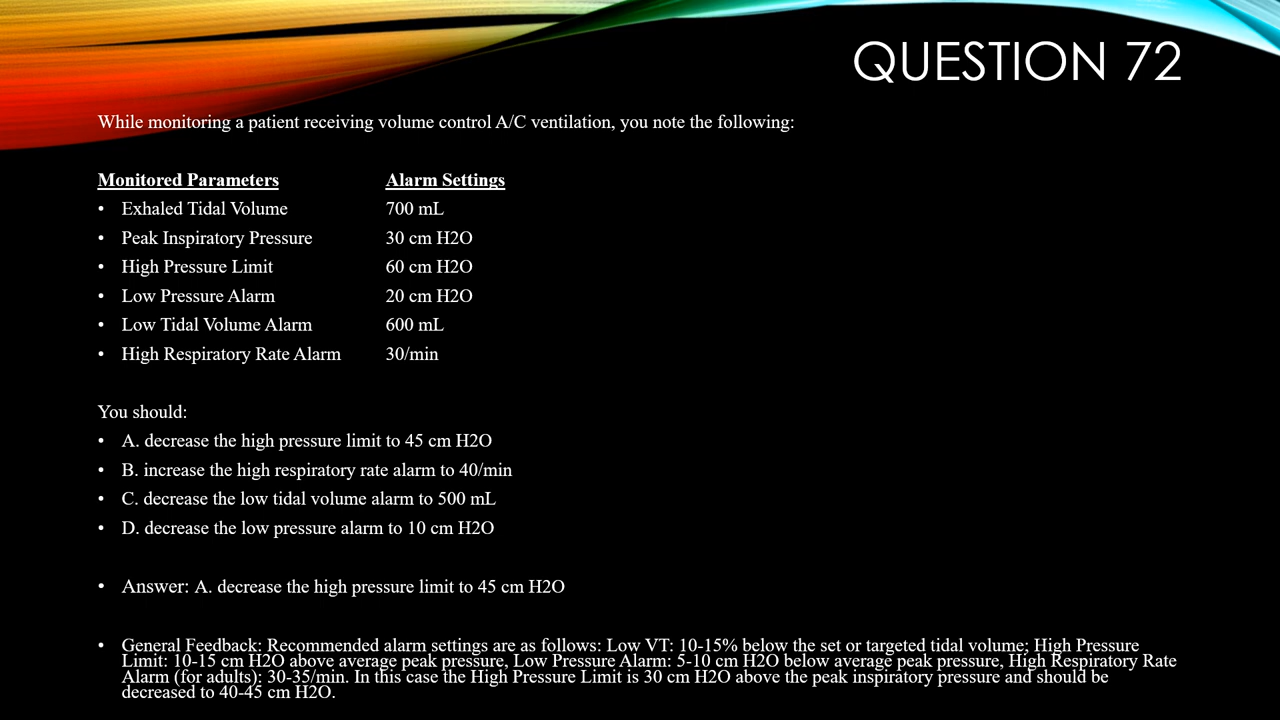 QUESTION 72
While monitoring a patient receiving volume control A/C ventilation, you note the following:
Monitored Parameters Alarm Settings
• Exhaled Tidal Volume 700 mL
• Peak Inspiratory Pressure 30 cm H2O
• High Pressure Limit 60 cm H2O
• Low Pressure Alarm 20 cm H2O
• Low Tidal Volume Alarm 600 mL
• High Respiratory Rate Alarm 30/min
You should:
• A. decrease the high pressure limit to 45 cm H2O
• B. increase the high respiratory rate alarm to 40/min
• C. decrease the low tidal volume alarm to 500 mL
• D. decrease the low pressure alarm to 10 cm H2O
• Answer: A. decrease the high pressure limit to 45 cm H2O
• General Feedback: Recommended alarm settings are as follows: Low VT: 10-15% below the set or targeted tidal volume; High Pressure
Limit: 10-15 cm H2O above average peak pressure, Low Pressure Alarm: 5-10 cm H2O below average peak pressure, High Respiratory Rate
Alarm (for adults): 30-35/min. In this case the High Pressure Limit is 30 cm H2O above the peak inspiratory pressure and should be
decreased to 40-45 cm H2O.